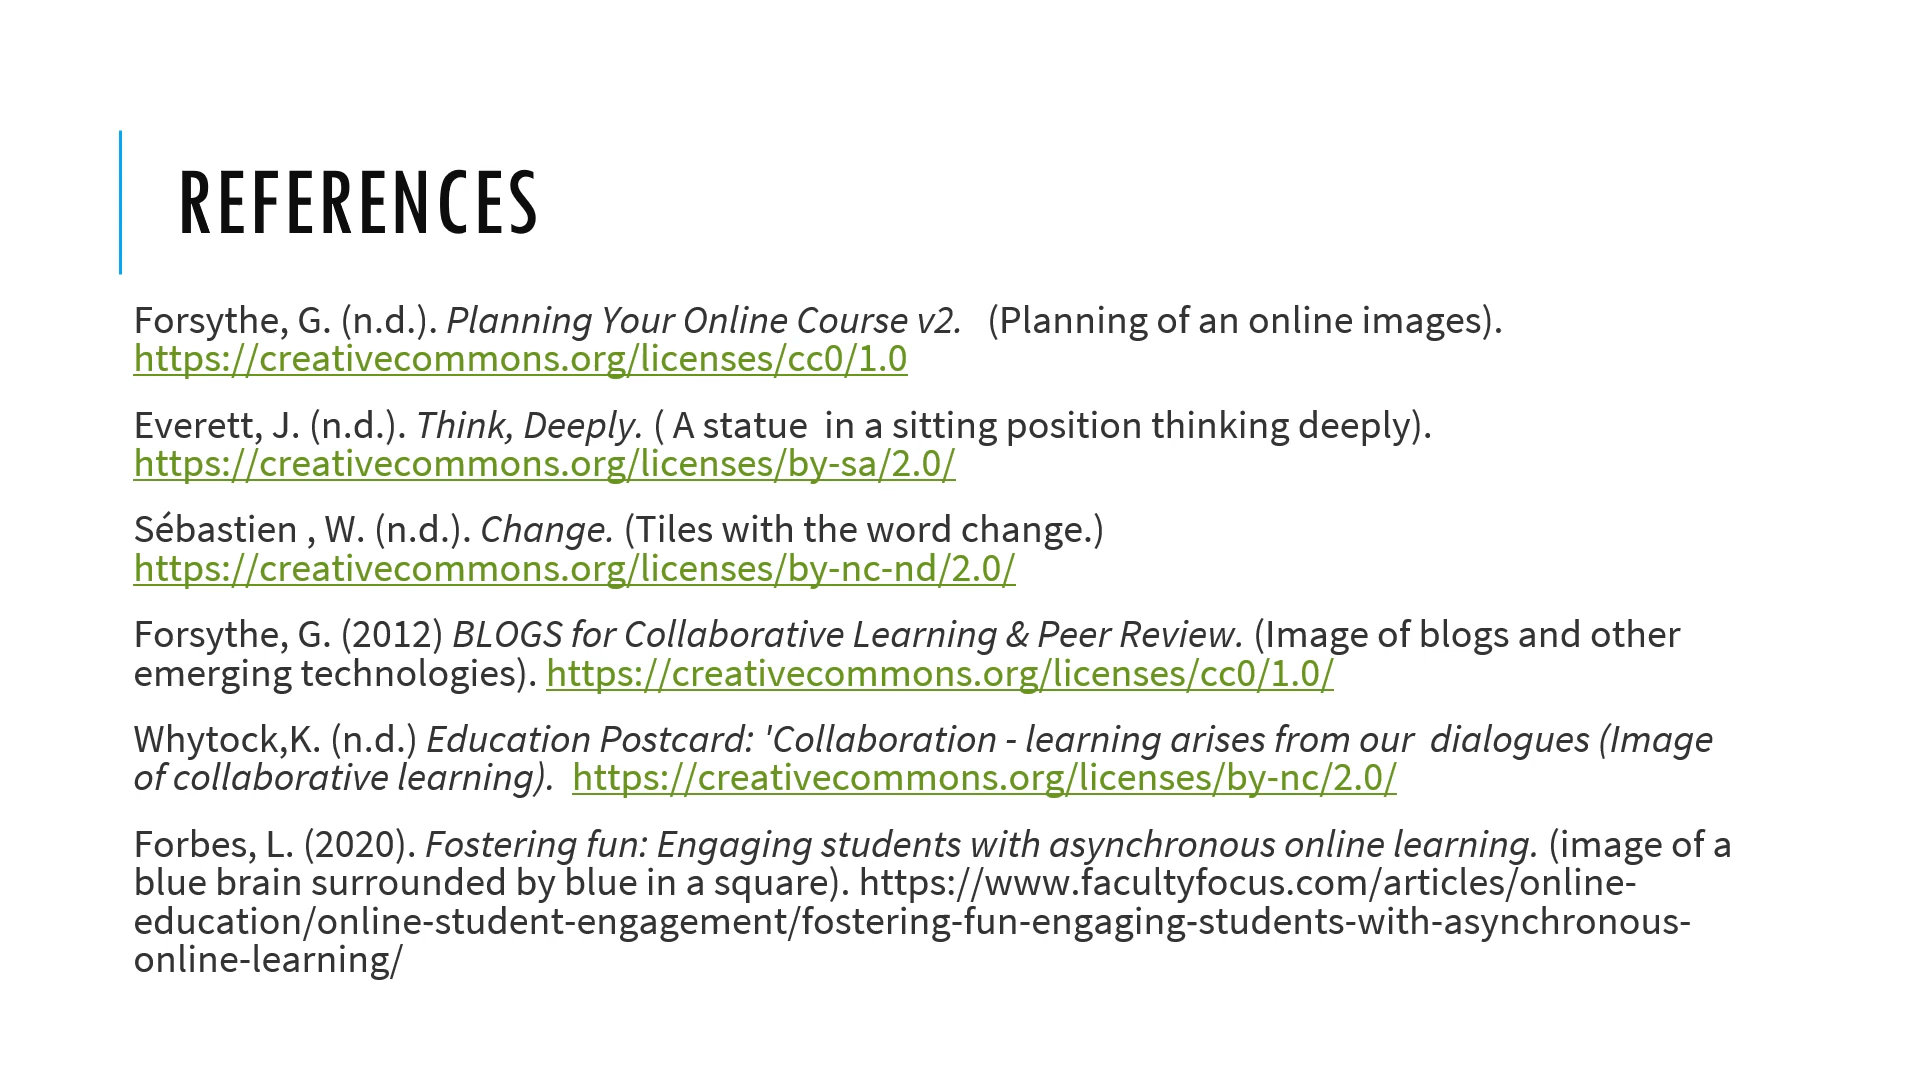 REFERENCES
Forsythe, G. (n.d.). Planning Your Online Course v2.   (Planning of an online images).
https://creativecommons.org/licenses/cc0/1.0
Everett, J. (n.d.). Think, Deeply. ( A statue  in a sitting position thinking deeply).
https://creativecommons.org/licenses/by-sa/2.0/
Sébastien , W. (n.d.). Change. (Tiles with the word change.)
https://creativecommons.org/licenses/by-nc-nd/2.0/
Forsythe, G. (2012) BLOGS for Collaborative Learning & Peer Review. (Image of blogs and other
emerging technologies). https://creativecommons.org/licenses/cc0/1.0/
Whytock,K. (n.d.) Education Postcard: 'Collaboration - learning arises from our  dialogues (Image
of collaborative learning).  https://creativecommons.org/licenses/by-nc/2.0/
Forbes, L. (2020). Fostering fun: Engaging students with asynchronous online learning. (image of a
blue brain surrounded by blue in a square). https://www.facultyfocus.com/articles/online-
education/online-student-engagement/fostering-fun-engaging-students-with-asynchronous-
online-learning/